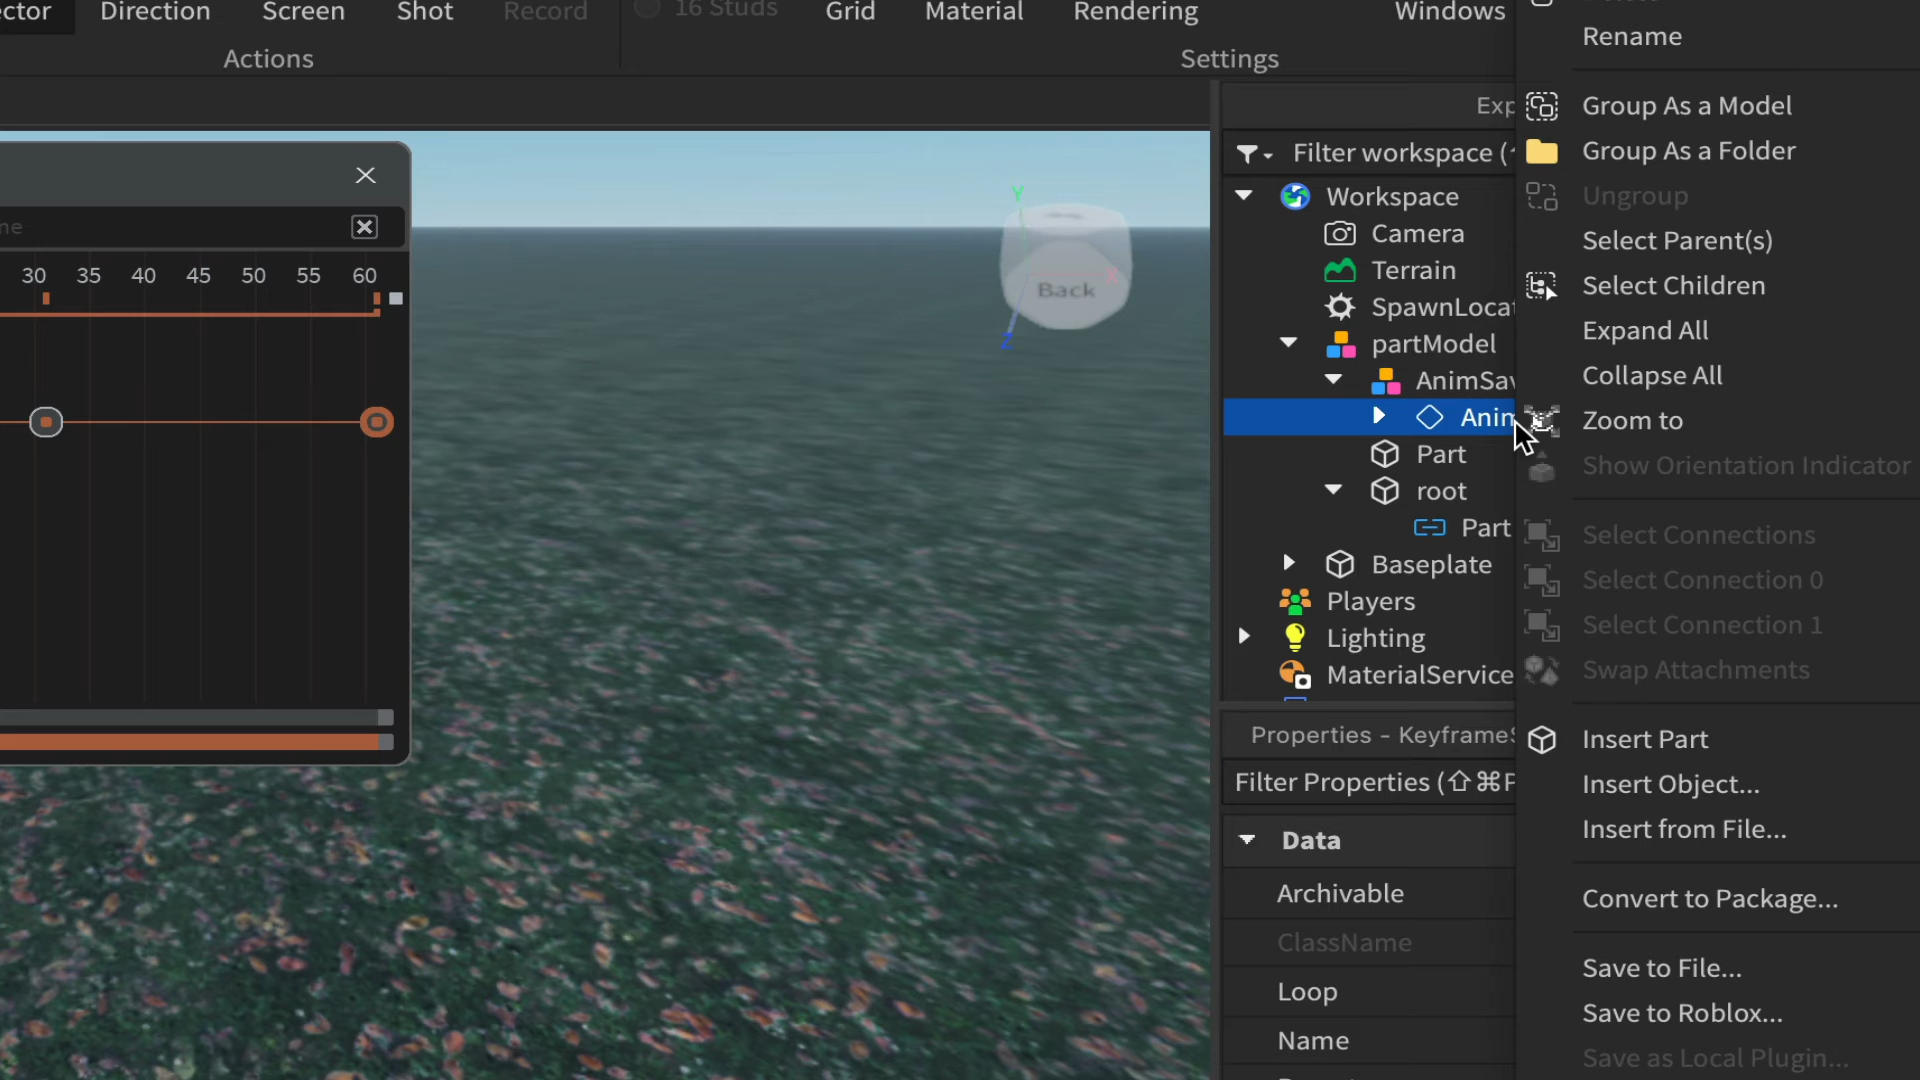 ector Direction Screen Shot Record 16 Studs Grid Material Rendering Windows
Actions Settings
ne
30 35 40 45 50 55 60
Y
X
Back
Z
Exp
Filter workspace (
Workspace
Camera
Terrain
SpawnLocat
partModel
AnimSav
Anim
Part
root
Part
Baseplate
Players
Lighting
MaterialService
Properties - KeyframeS
Filter Properties (⇧⌘P
Data
Archivable
ClassName
Loop
Name
Rename
Group As a Model
Group As a Folder
Ungroup
Select Parent(s)
Select Children
Expand All
Collapse All
Zoom to
Show Orientation Indicator
Select Connections
Select Connection 0
Select Connection 1
Swap Attachments
Insert Part
Insert Object...
Insert from File...
Convert to Package...
Save to File...
Save to Roblox...
Save as Local Plugin...